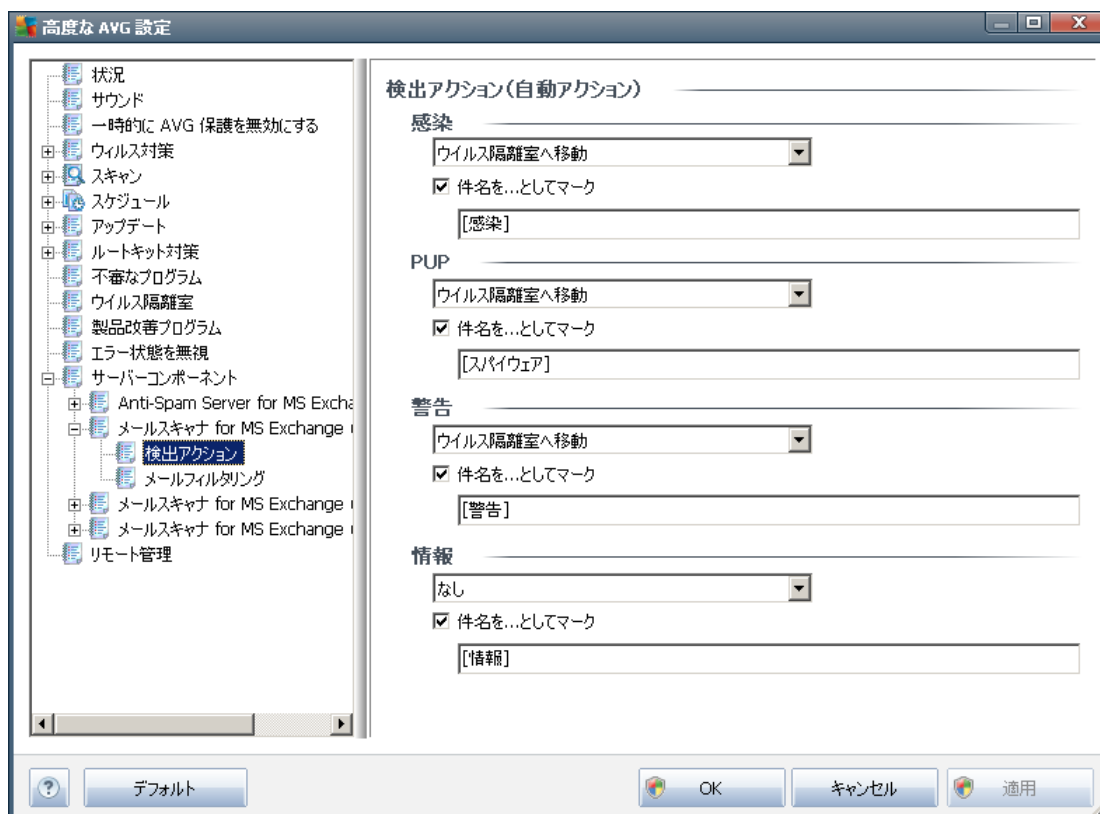 高度な AVG 設定
状況
サウンド
一時的に AVG 保護を無効にする
ウィルス対策
スキャン
スケジュール
アップデート
ルートキット対策
不審なプログラム
ウイルス隔離室
製品改善プログラム
エラー状態を無視
サーバーコンポーネント
Anti-Spam Server for MS Excha
メールスキャナ for MS Exchange
検出アクション
メールフィルタリング
メールスキャナ for MS Exchange
メールスキャナ for MS Exchange
リモート管理
検出アクション(自動アクション)
感染
ウイルス隔離室へ移動
件名を...としてマーク
[感染]
PUP
ウイルス隔離室へ移動
件名を...としてマーク
[スパイウェア]
警告
ウイルス隔離室へ移動
件名を...としてマーク
[警告]
情報
なし
件名を...としてマーク
[情報]
?
デフォルト
OK
キャンセル
適用